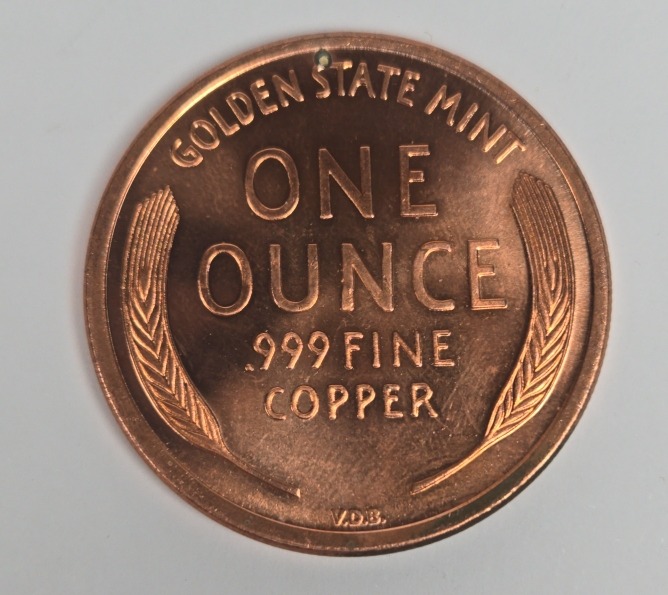 GOLDEN STATE MINT
ONE
OUNCE
.999 FINE
COPPER
V.D.B.